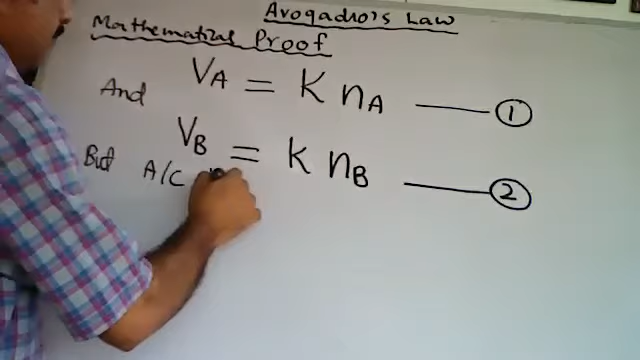 Avogadro's Law
Mathematical Proof
VA = K nA —— ①
And
VB = K nB —— ②
But A/C